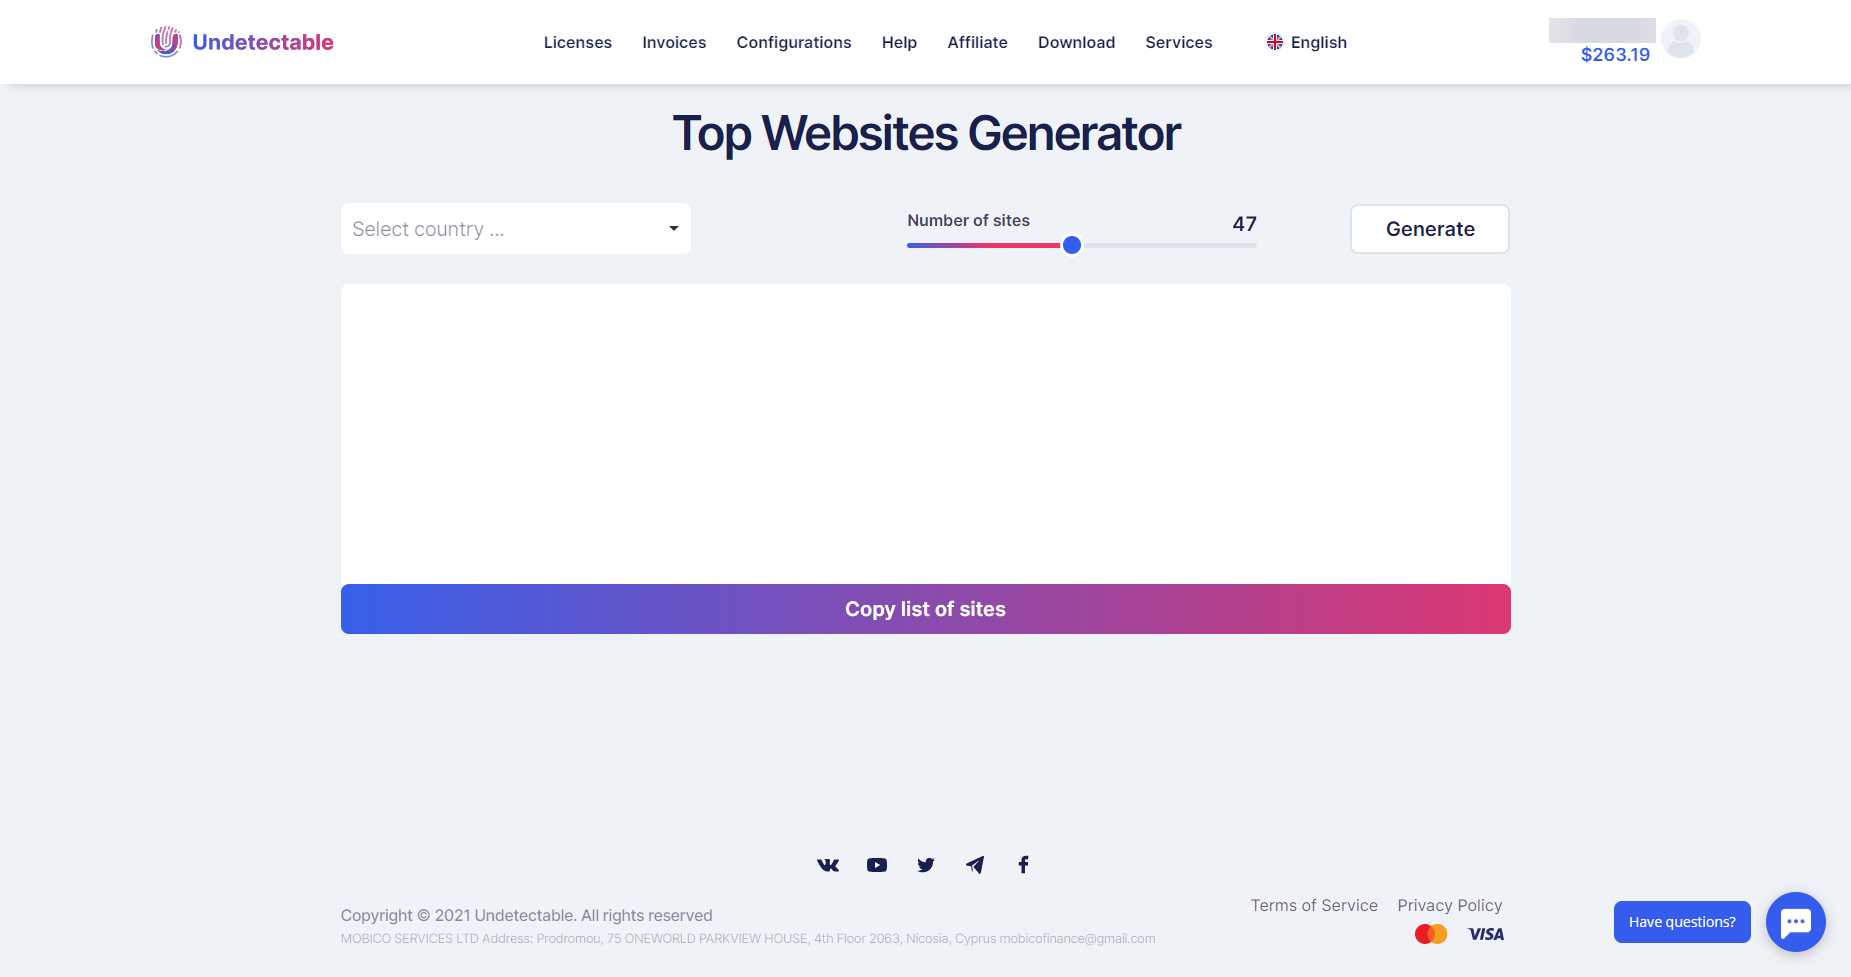 Undetectable
Licenses Invoices Configurations Help Affiliate Download Services English
$263.19
Top Websites Generator
Select country ...
Number of sites 47
Generate
Copy list of sites
Copyright © 2021 Undetectable. All rights reserved
MOBICO SERVICES LTD Address: Prodromou, 75 ONEWORLD PARKVIEW HOUSE, 4th Floor 2063, Nicosia, Cyprus mobicofinance@gmail.com
Terms of Service Privacy Policy
VISA
Have questions?